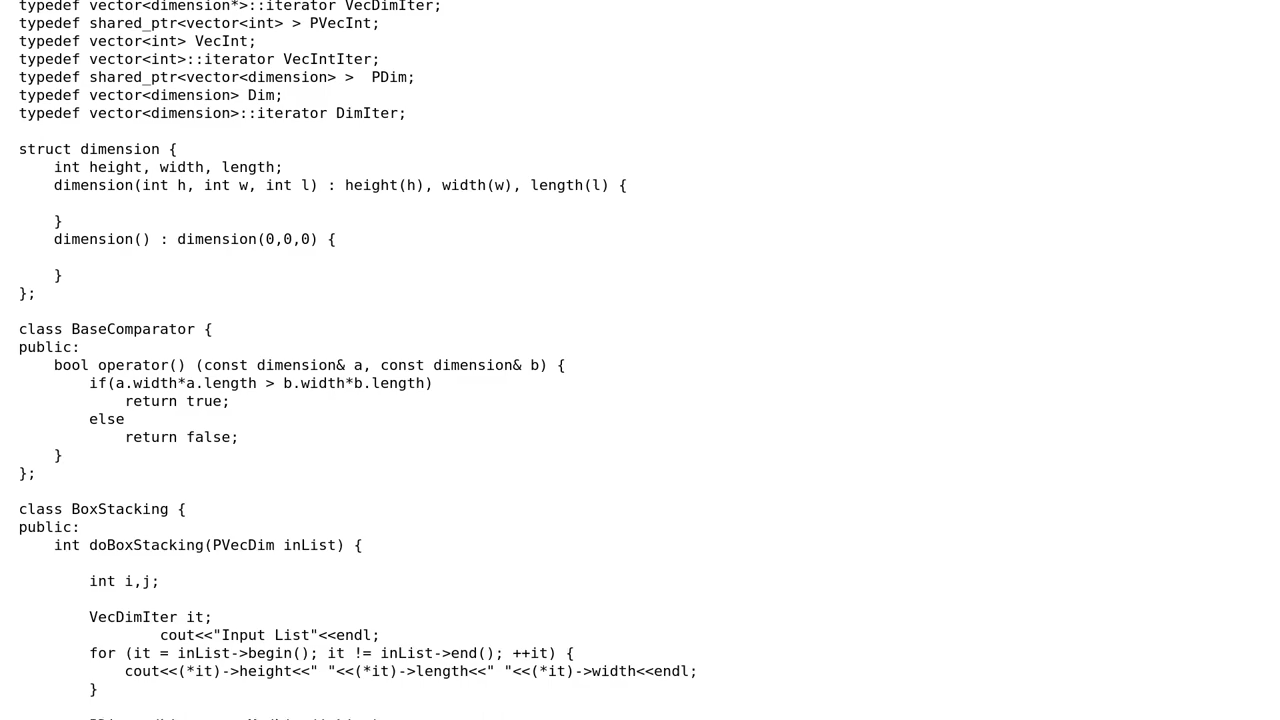 typedef vector<dimension*>::iterator VecDimIter;
typedef shared_ptr<vector<int> > PVecInt;
typedef vector<int> VecInt;
typedef vector<int>::iterator VecIntIter;
typedef shared_ptr<vector<dimension> >  PDim;
typedef vector<dimension> Dim;
typedef vector<dimension>::iterator DimIter;

struct dimension {
    int height, width, length;
    dimension(int h, int w, int l) : height(h), width(w), length(l) {

    }
    dimension() : dimension(0,0,0) {

    }
};

class BaseComparator {
public:
    bool operator() (const dimension& a, const dimension& b) {
        if(a.width*a.length > b.width*b.length)
            return true;
        else
            return false;
    }
};

class BoxStacking {
public:
    int doBoxStacking(PVecDim inList) {

        int i,j;

        VecDimIter it;
                cout<<"Input List"<<endl;
        for (it = inList->begin(); it != inList->end(); ++it) {
            cout<<(*it)->height<<" "<<(*it)->length<<" "<<(*it)->width<<endl;
        }